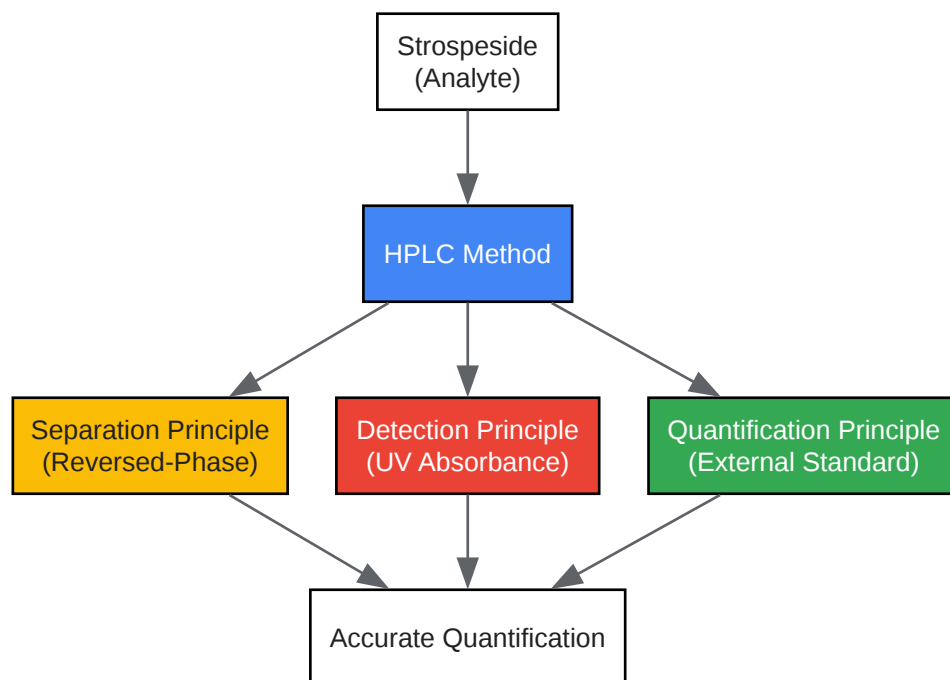 Strospeside
(Analyte)
HPLC Method
Separation Principle
(Reversed-Phase)
Detection Principle
(UV Absorbance)
Quantification Principle
(External Standard)
Accurate Quantification